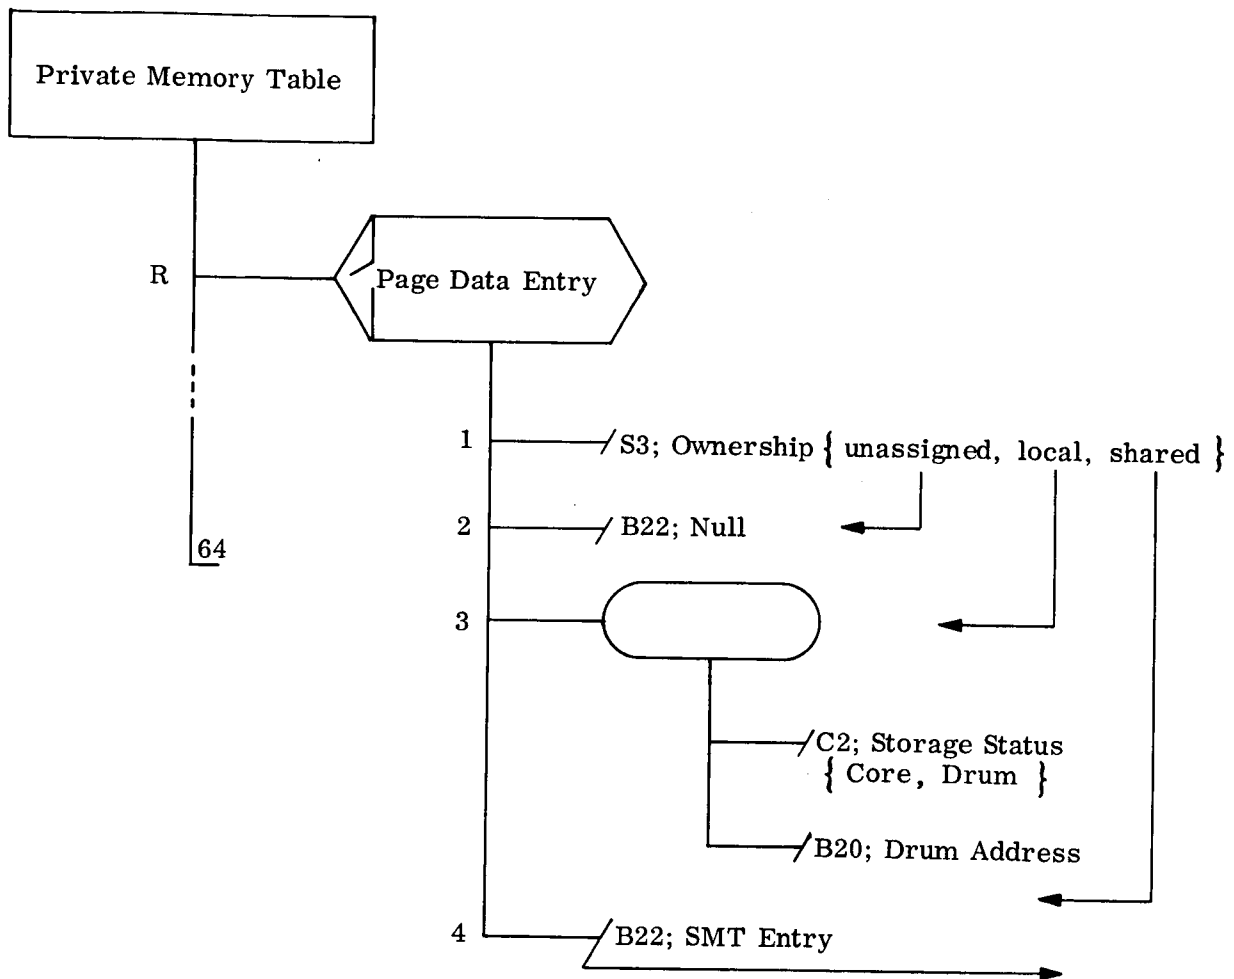 Private Memory Table
R
Page Data Entry
1
S3; Ownership { unassigned, local, shared }
2
B22; Null
64
3
C2; Storage Status
{ Core, Drum }
B20; Drum Address
4
B22; SMT Entry